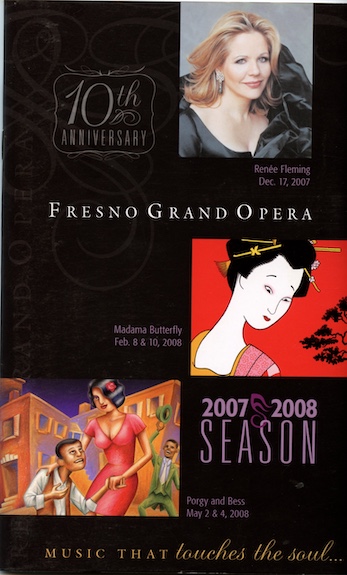 10th
ANNIVERSARY
Renée Fleming
Dec. 17, 2007
FRESNO GRAND OPERA
Madama Butterfly
Feb. 8 & 10, 2008
2007 2008
SEASON
Porgy and Bess
May 2 & 4, 2008
MUSIC THAT touches the soul...